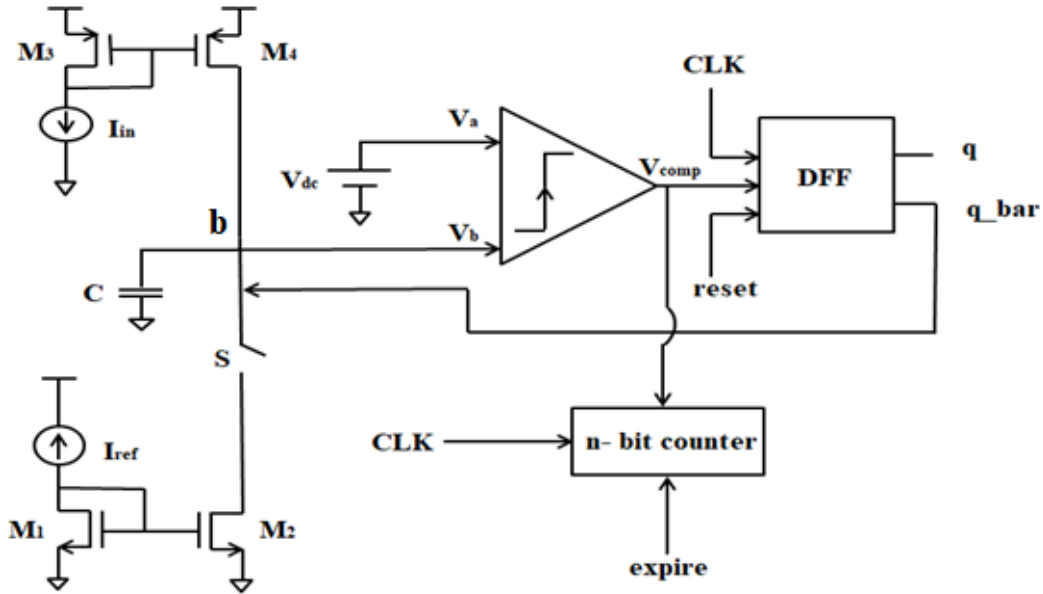 M3
M4
Iin
CLK
Va
Vdc
Vcomp
DFF
q
q_bar
b
Vb
C
reset
S
CLK
n- bit counter
Iref
M1
M2
expire